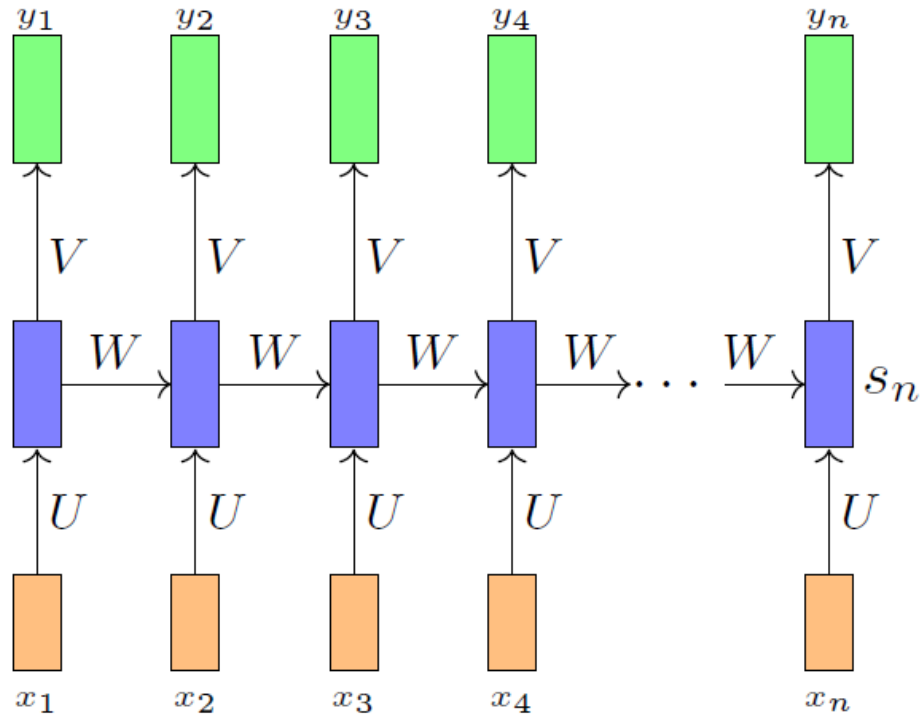 y₁ y₂ y₃ y₄ yₙ
V V V V V
W W W W ··· W sₙ
U U U U U
x₁ x₂ x₃ x₄ xₙ